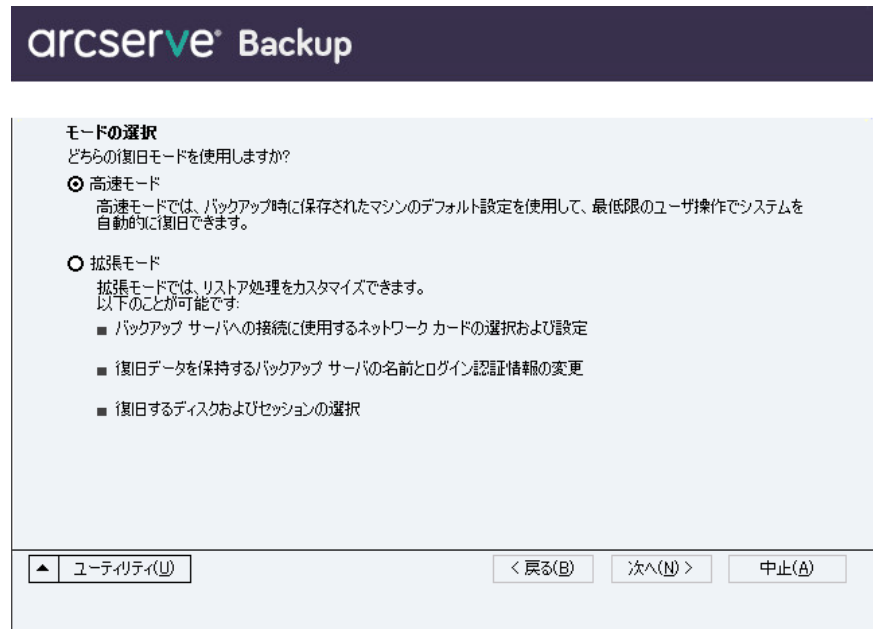 arcserve® Backup
モードの選択
どちらの復旧モードを使用しますか?
高速モード
高速モードでは、バックアップ時に保存されたマシンのデフォルト設定を使用して、最低限のユーザ操作でシステムを
自動的に復旧できます。
拡張モード
拡張モードでは、リストア処理をカスタマイズできます。
以下のことが可能です:
■ バックアップ サーバへの接続に使用するネットワーク カードの選択および設定
■ 復旧データを保持するバックアップ サーバの名前とログイン認証情報の変更
■ 復旧するディスクおよびセッションの選択
▲ ユーティリティ(U) < 戻る(B) 次へ(N) > 中止(A)